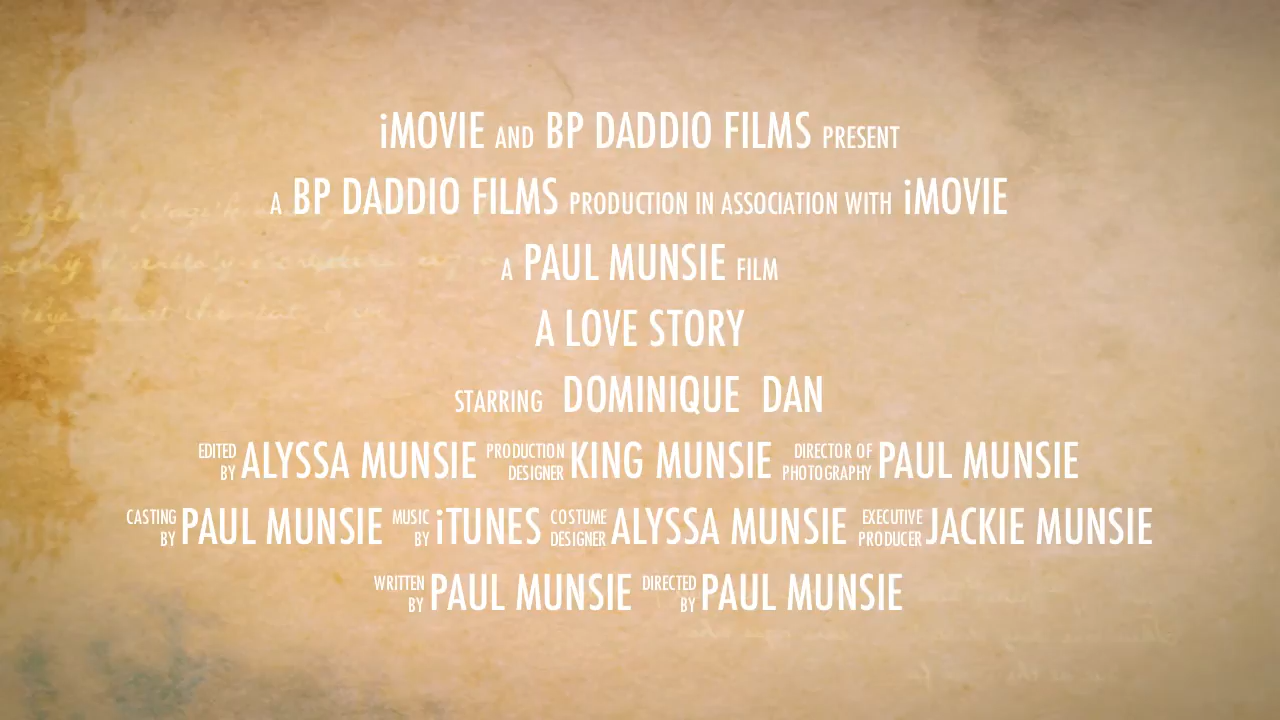 iMOVIE AND BP DADDIO FILMS PRESENT
A BP DADDIO FILMS PRODUCTION IN ASSOCIATION WITH iMOVIE
A PAUL MUNSIE FILM
A LOVE STORY
STARRING DOMINIQUE DAN
EDITED BY ALYSSA MUNSIE PRODUCTION DESIGNER KING MUNSIE DIRECTOR OF PHOTOGRAPHY PAUL MUNSIE
CASTING BY PAUL MUNSIE MUSIC BY iTUNES COSTUME DESIGNER ALYSSA MUNSIE EXECUTIVE PRODUCER JACKIE MUNSIE
WRITTEN BY PAUL MUNSIE DIRECTED BY PAUL MUNSIE